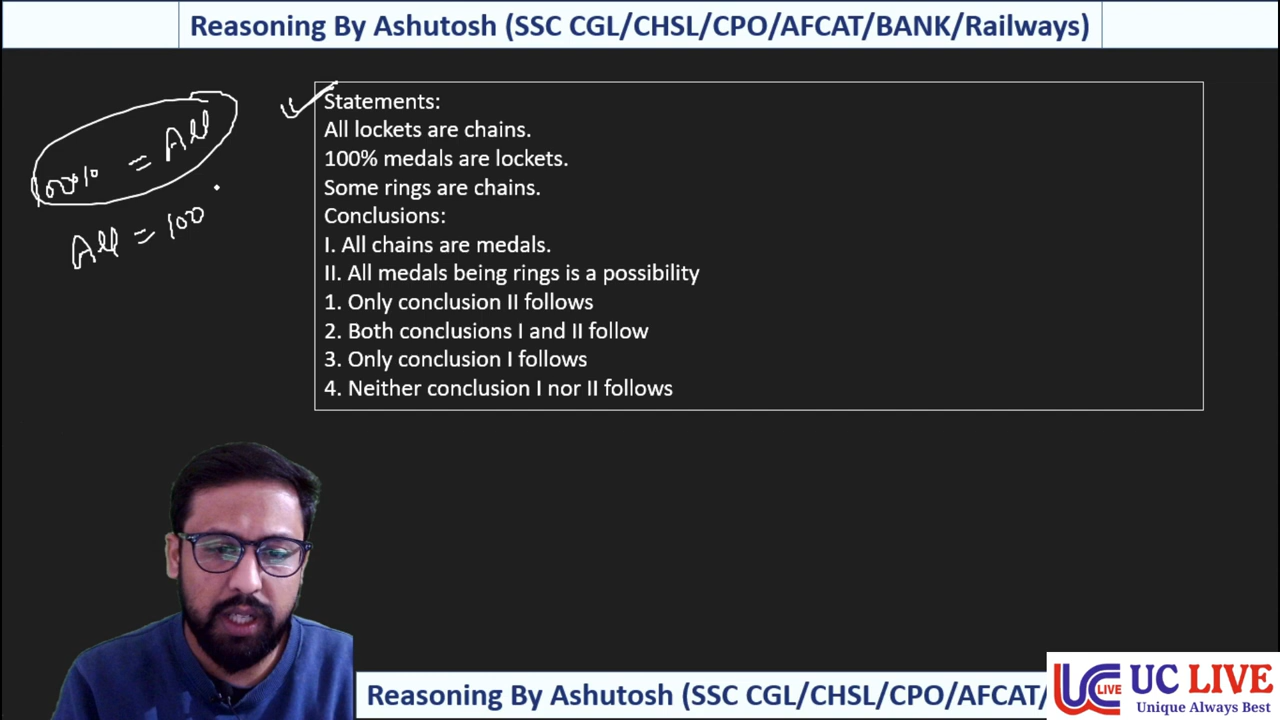 Reasoning By Ashutosh (SSC CGL/CHSL/CPO/AFCAT/BANK/Railways)
100% = All
All = 100
Statements:
All lockets are chains.
100% medals are lockets.
Some rings are chains.
Conclusions:
I. All chains are medals.
II. All medals being rings is a possibility
1. Only conclusion II follows
2. Both conclusions I and II follow
3. Only conclusion I follows
4. Neither conclusion I nor II follows
Reasoning By Ashutosh (SSC CGL/CHSL/CPO/AFCAT/
UC LIVE UC LIVE
Unique Always Best